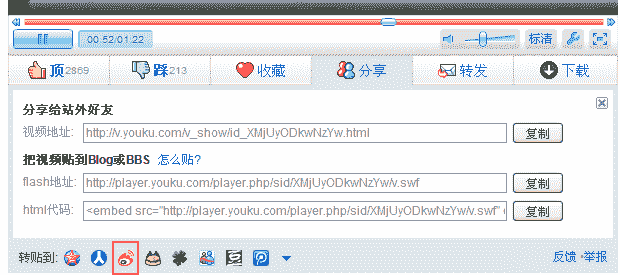 00:52/01:22 标清
顶2869 踩213 收藏 分享 转发 下载
分享给站外好友
视频地址: http://v.youku.com/v_show/id_XMjUyODkwNzYw.html 复制
把视频贴到Blog或BBS 怎么贴?
flash地址: http://player.youku.com/player.php/sid/XMjUyODkwNzYw/v.swf 复制
html代码: <embed src="http://player.youku.com/player.php/sid/XMjUyODkwNzYw/v.swf" 复制
转贴到: 反馈·举报